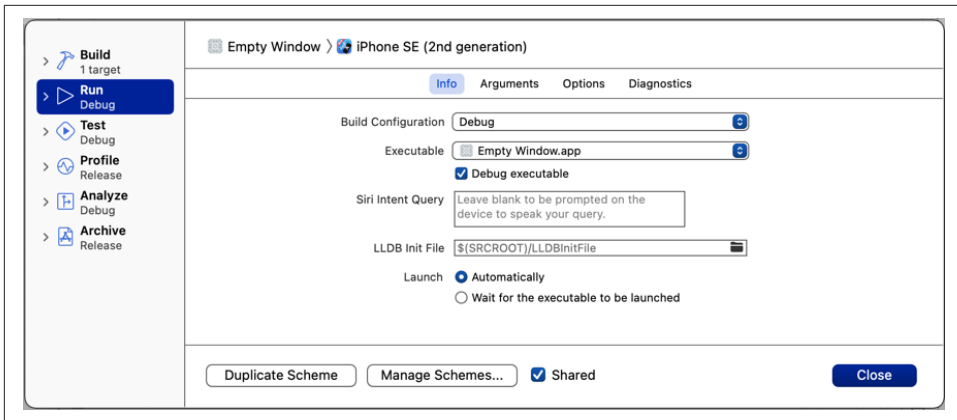 Build
1 target
Run
Debug
Test
Debug
Profile
Release
Analyze
Debug
Archive
Release
Empty Window 〉 iPhone SE (2nd generation)
Info Arguments Options Diagnostics
Build Configuration Debug
Executable Empty Window.app
Debug executable
Siri Intent Query Leave blank to be prompted on the
device to speak your query.
LLDB Init File $(SRCROOT)/LLDBInitFile
Launch Automatically
Wait for the executable to be launched
Duplicate Scheme Manage Schemes... Shared Close